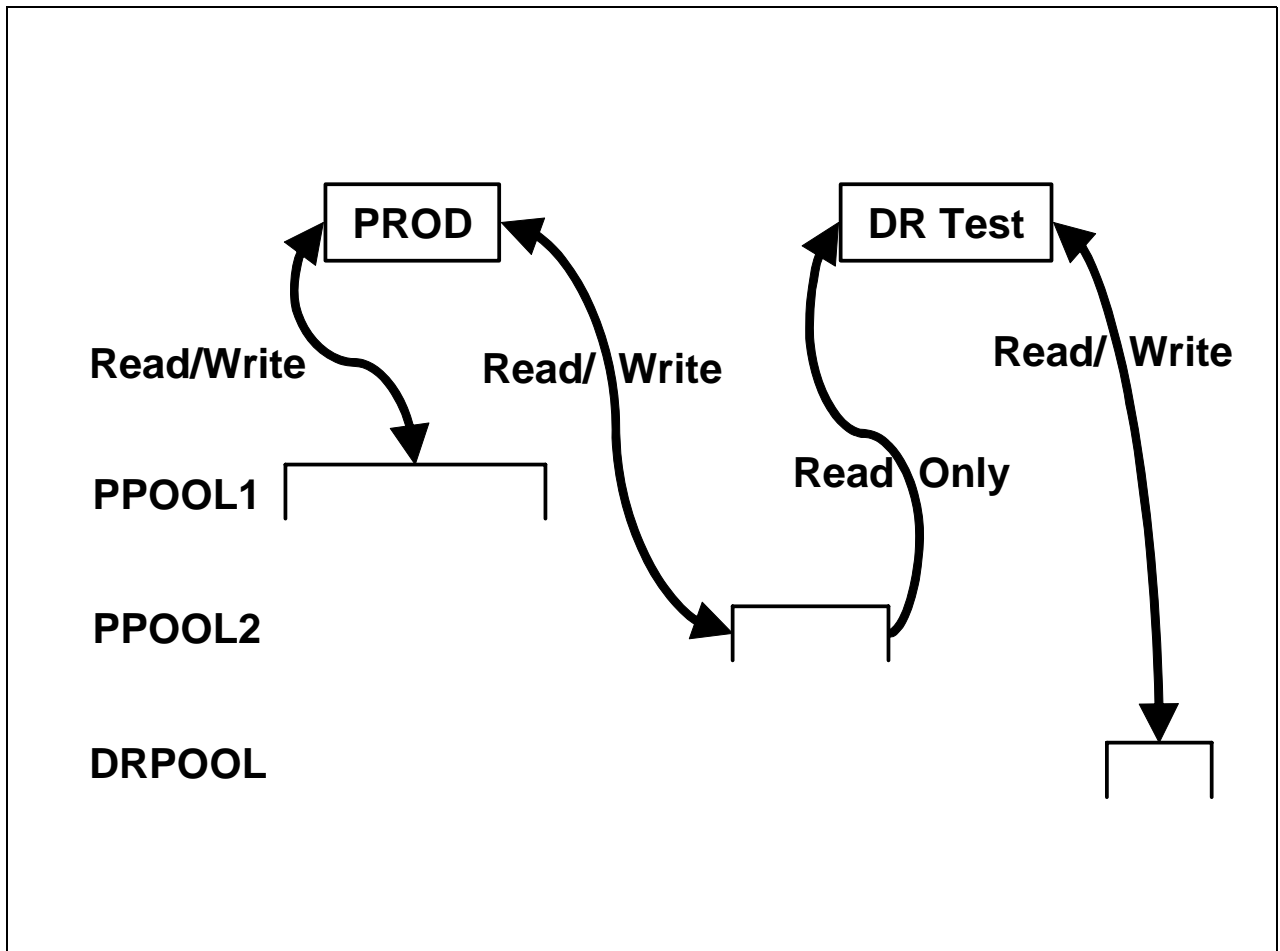 PROD
DR Test
Read/Write
Read/ Write
Read/ Write
Read Only
PPOOL1
PPOOL2
DRPOOL